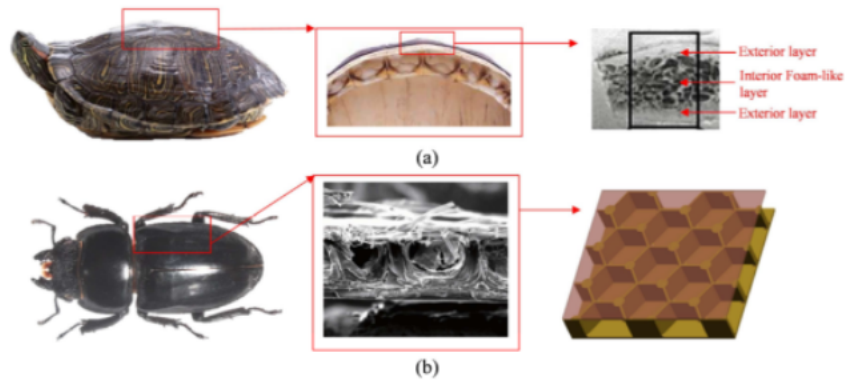 Exterior layer
Interior Foam-like
layer
Exterior layer
(a)
(b)